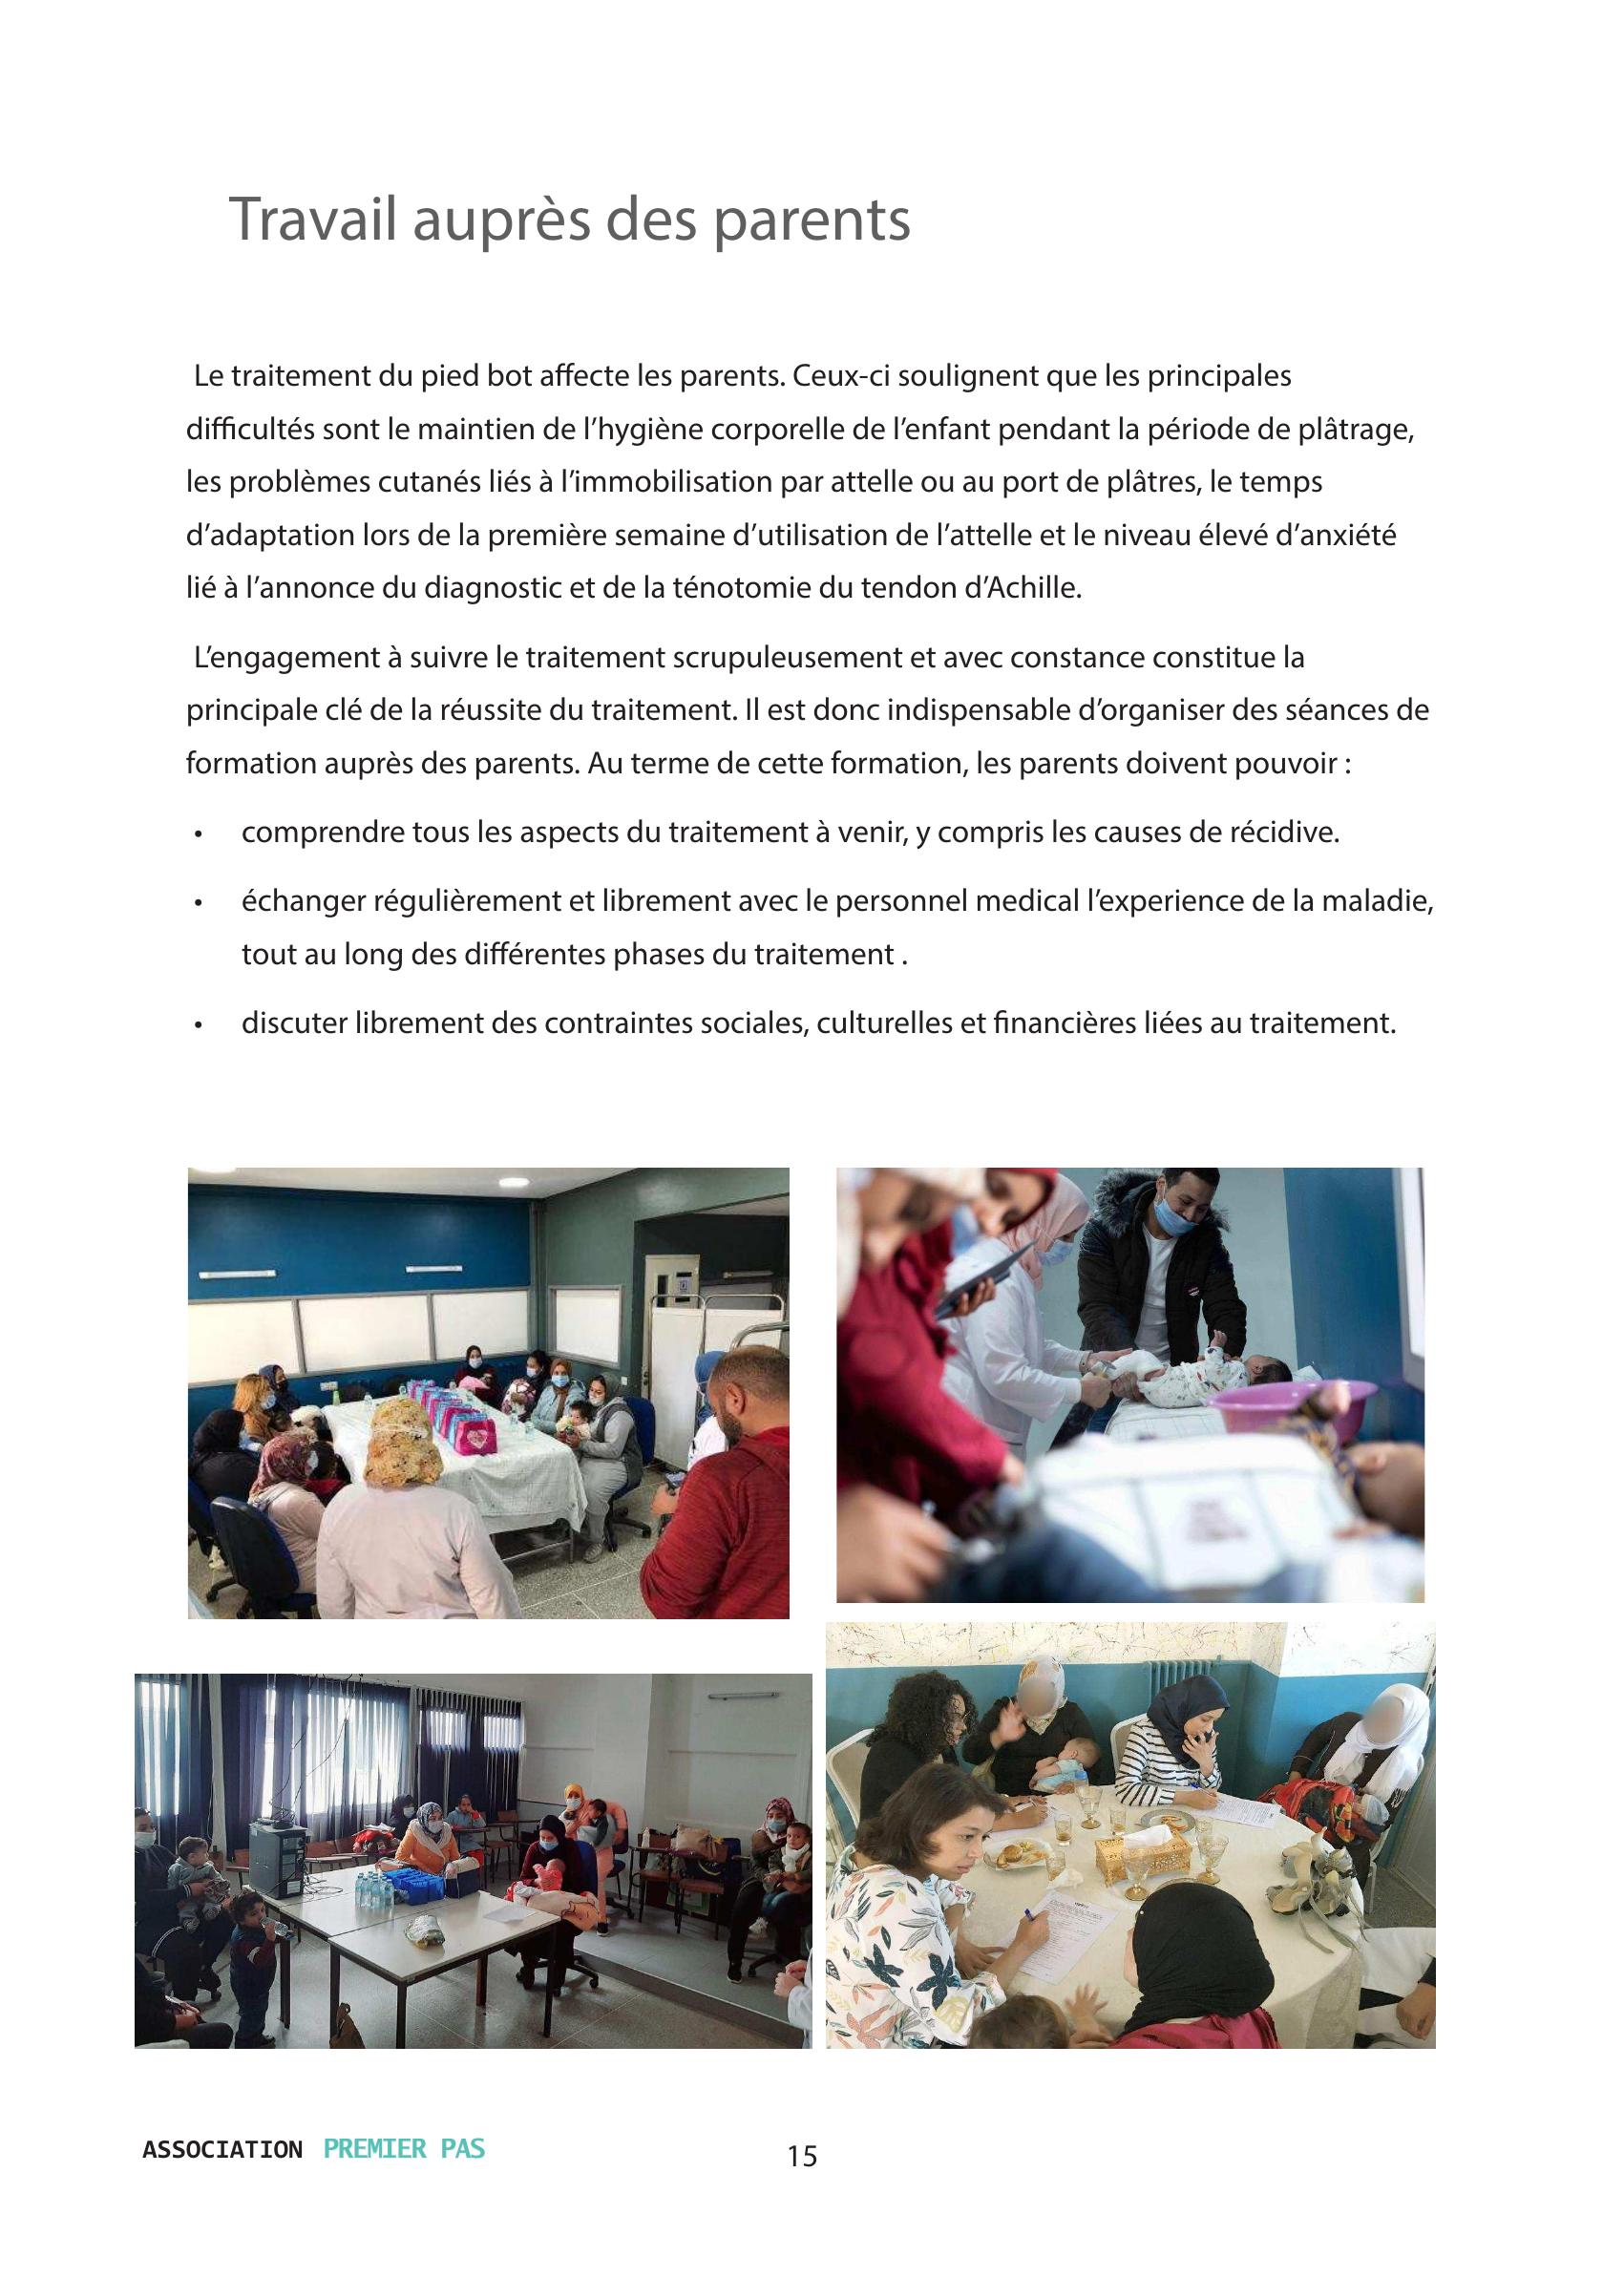 Travail auprès des parents
Le traitement du pied bot affecte les parents. Ceux-ci soulignent que les principales
difficultés sont le maintien de l’hygiène corporelle de l’enfant pendant la période de plâtrage,
les problèmes cutanés liés à l’immobilisation par attelle ou au port de plâtres, le temps
d’adaptation lors de la première semaine d’utilisation de l’attelle et le niveau élevé d’anxiété
lié à l’annonce du diagnostic et de la ténotomie du tendon d’Achille.
L’engagement à suivre le traitement scrupuleusement et avec constance constitue la
principale clé de la réussite du traitement. Il est donc indispensable d’organiser des séances de
formation auprès des parents. Au terme de cette formation, les parents doivent pouvoir :
• comprendre tous les aspects du traitement à venir, y compris les causes de récidive.
• échanger régulièrement et librement avec le personnel medical l’experience de la maladie,
tout au long des différentes phases du traitement .
• discuter librement des contraintes sociales, culturelles et financières liées au traitement.
ASSOCIATION PREMIER PAS
15